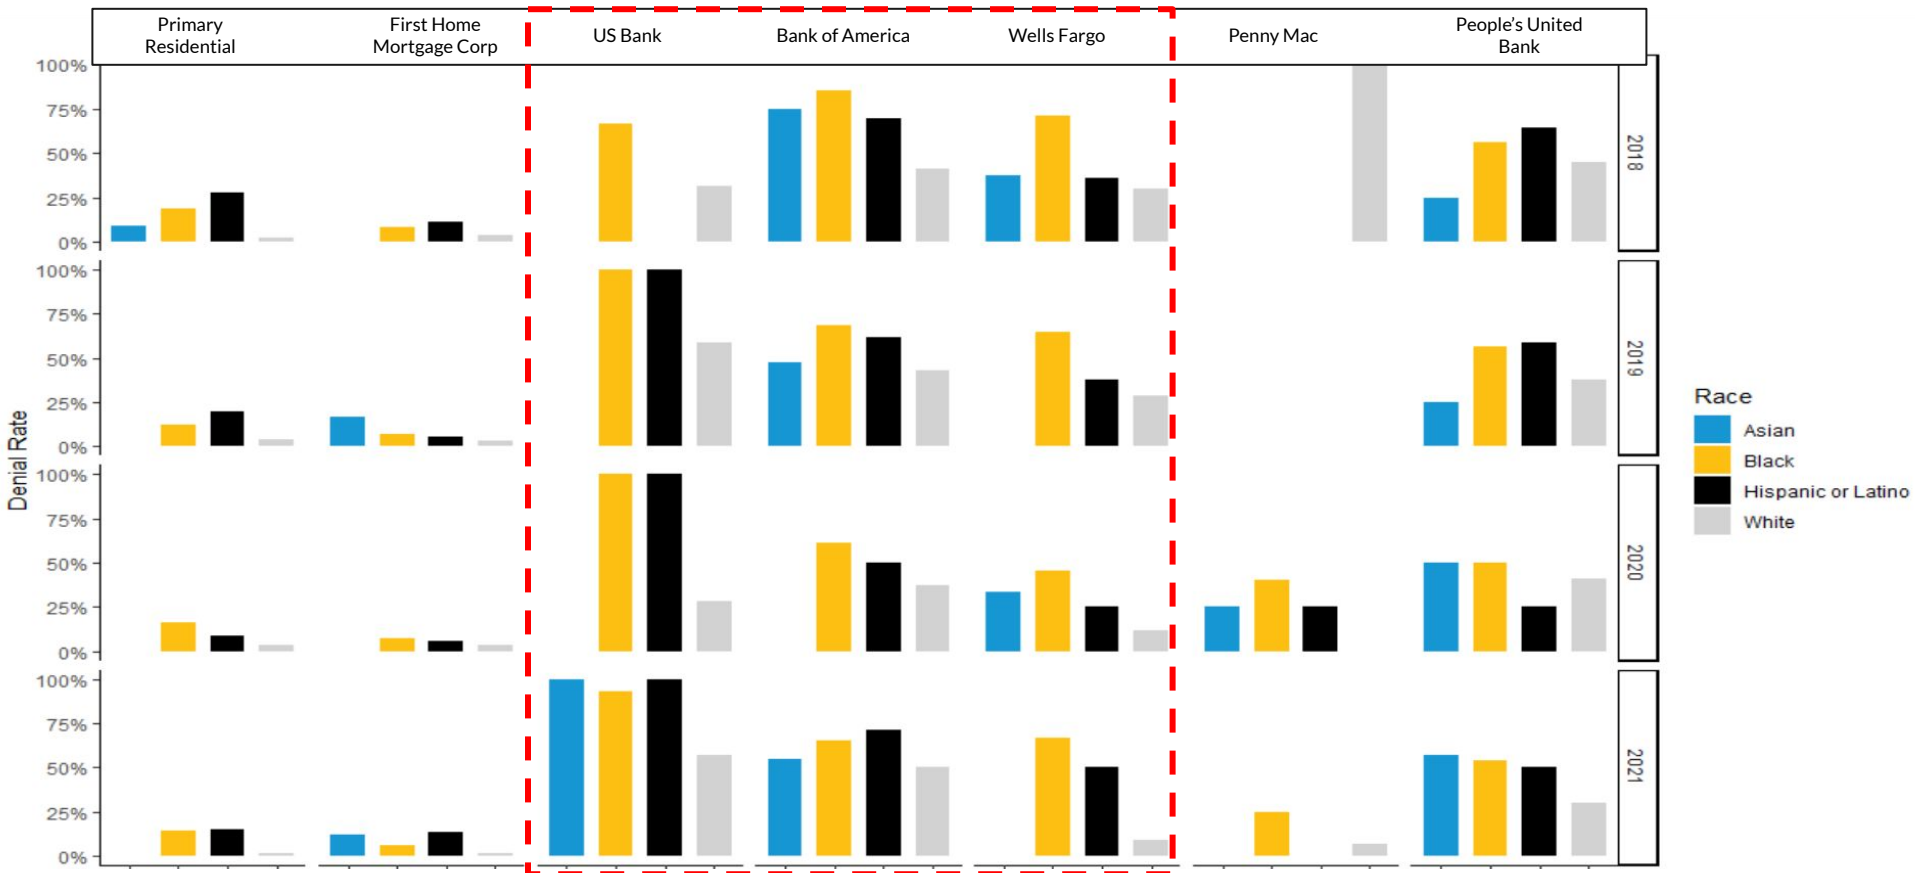 Primary
Residential
First Home
Mortgage Corp
US Bank
Bank of America
Wells Fargo
Penny Mac
People's United
Bank
Denial Rate
100%
75%
50%
25%
0%
2018
100%
75%
50%
25%
0%
2019
100%
75%
50%
25%
0%
2020
100%
75%
50%
25%
0%
2021
Race
Asian
Black
Hispanic or Latino
White